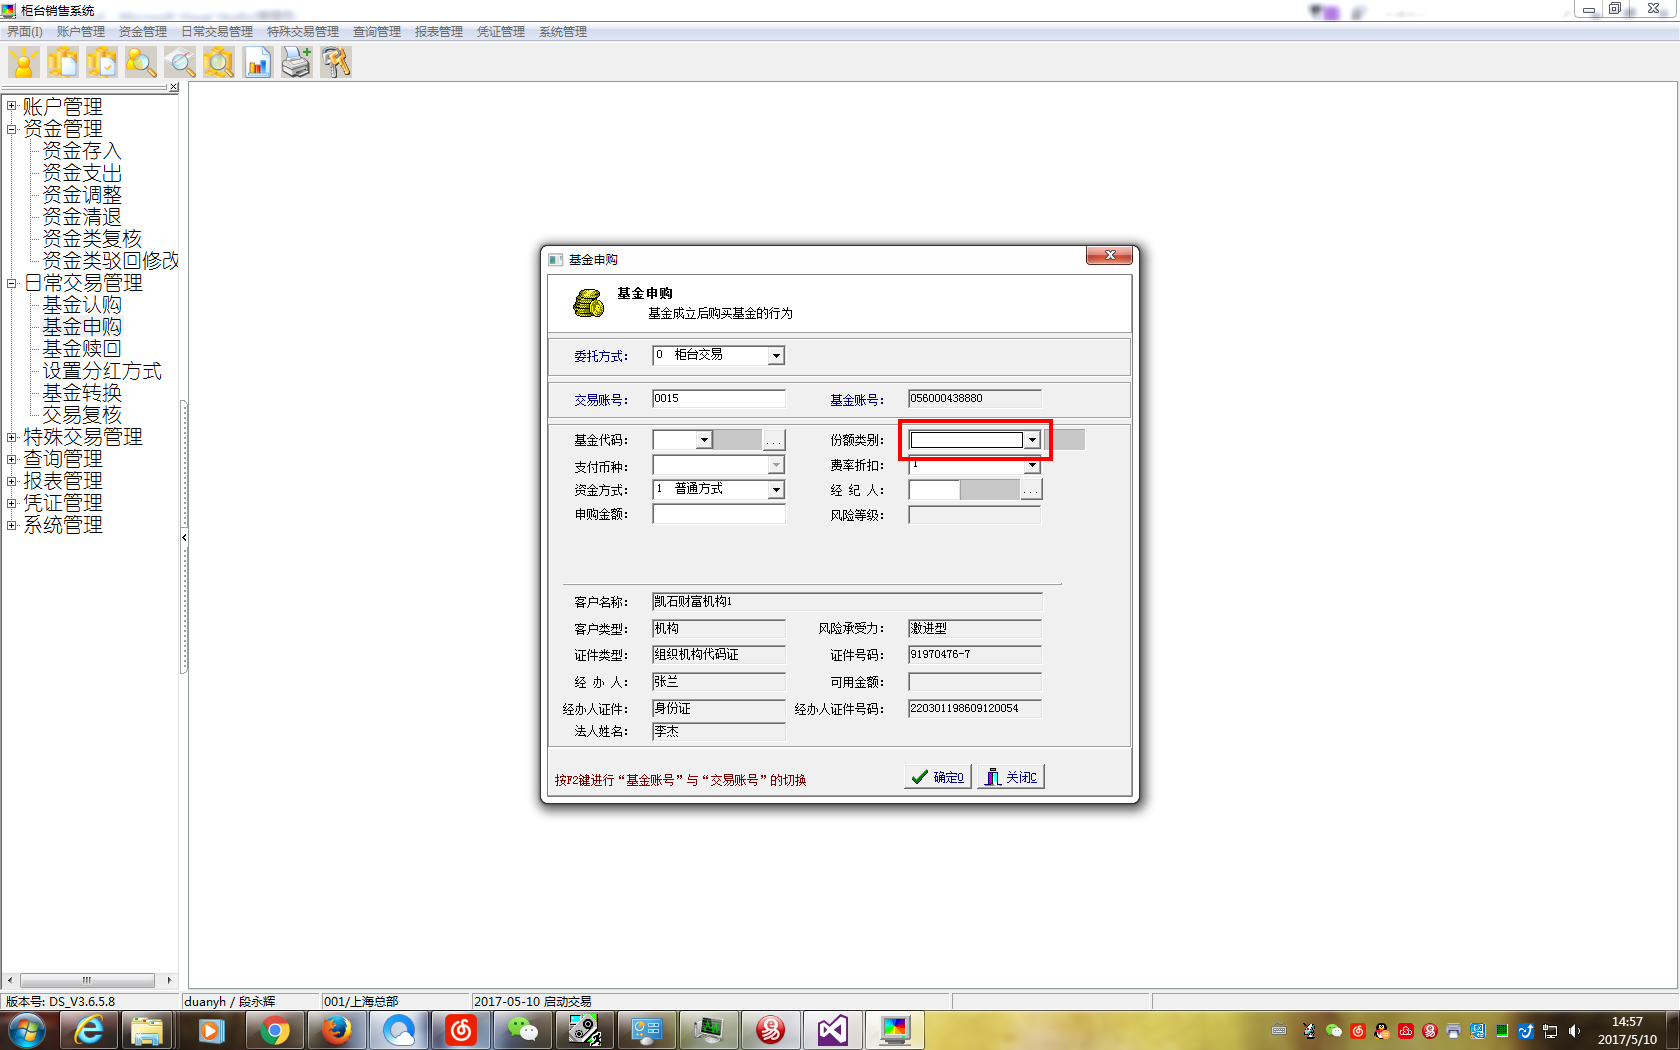 柜台销售系统
界面(I) 账户管理 资金管理 日常交易管理 特殊交易管理 查询管理 报表管理 凭证管理 系统管理
账户管理
资金管理
资金存入
资金支出
资金调整
资金清退
资金类复核
资金类驳回修改
日常交易管理
基金认购
基金申购
基金赎回
设置分红方式
基金转换
交易复核
特殊交易管理
查询管理
报表管理
凭证管理
系统管理
基金申购
基金申购
基金成立后购买基金的行为
委托方式: 0 柜台交易
交易账号: 0015 基金账号: 056000438880
基金代码: ... 份额类别:
支付币种: 费率折扣: 1
资金方式: 1 普通方式 经 纪 人: ...
申购金额: 风险等级:
客户名称: 凯石财富机构1
客户类型: 机构 风险承受力: 激进型
证件类型: 组织机构代码证 证件号码: 91970476-7
经 办 人: 张兰 可用金额:
经办人证件: 身份证 经办人证件号码: 220301198609120054
法人姓名: 李杰
按F2键进行“基金账号”与“交易账号”的切换 确定O 关闭C
版本号: DS_V3.6.5.8 duanyh / 段永辉 001/上海总部 2017-05-10 启动交易
14:57
2017/5/10